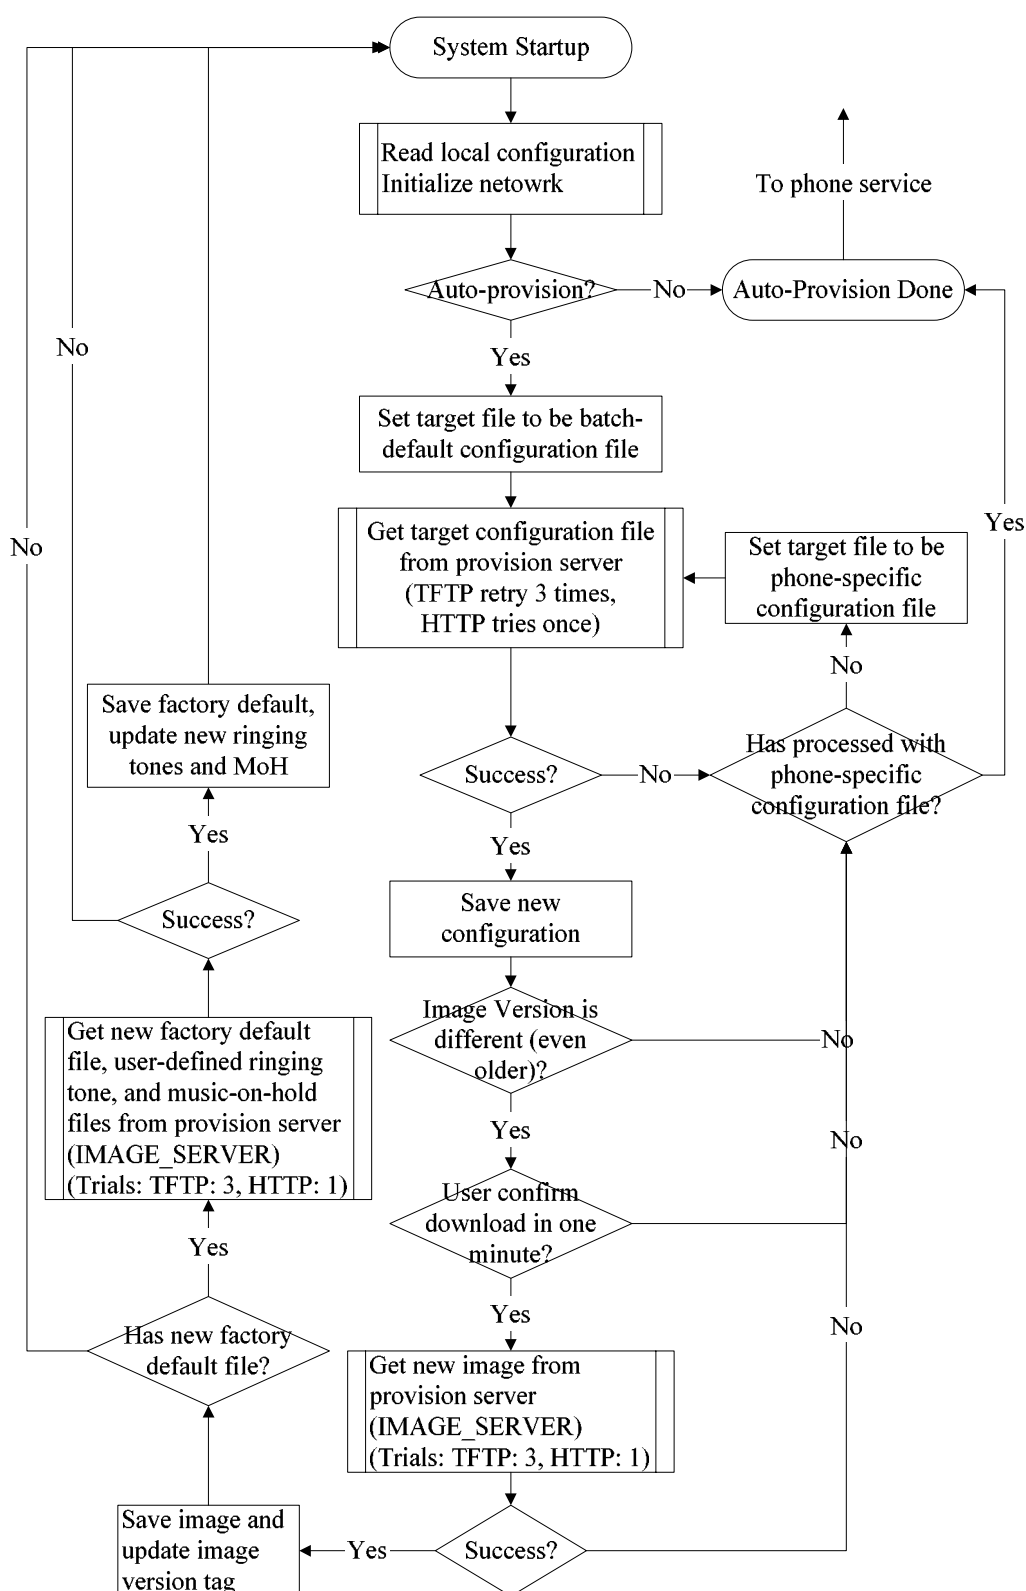 System Startup
Read local configuration
Initialize netowrk
To phone service
Auto-provision?
No
Auto-Provision Done
No
Yes
Set target file to be batch-
default configuration file
Get target configuration file
from provision server
(TFTP retry 3 times,
HTTP tries once)
Yes
No
Set target file to be
phone-specific
configuration file
No
Save factory default,
update new ringing
tones and MoH
Success?
No
Has processed with
phone-specific
configuration file?
Yes
Yes
Success?
Save new
configuration
Image Version is
different (even
older)?
No
Get new factory default
file, user-defined ringing
tone, and music-on-hold
files from provision server
(IMAGE_SERVER)
(Trials: TFTP: 3, HTTP: 1)
Yes
No
User confirm
download in one
minute?
Yes
Yes
No
Has new factory
default file?
Get new image from
provision server
(IMAGE_SERVER)
(Trials: TFTP: 3, HTTP: 1)
Save image and
update image
version tag
Yes
Success?